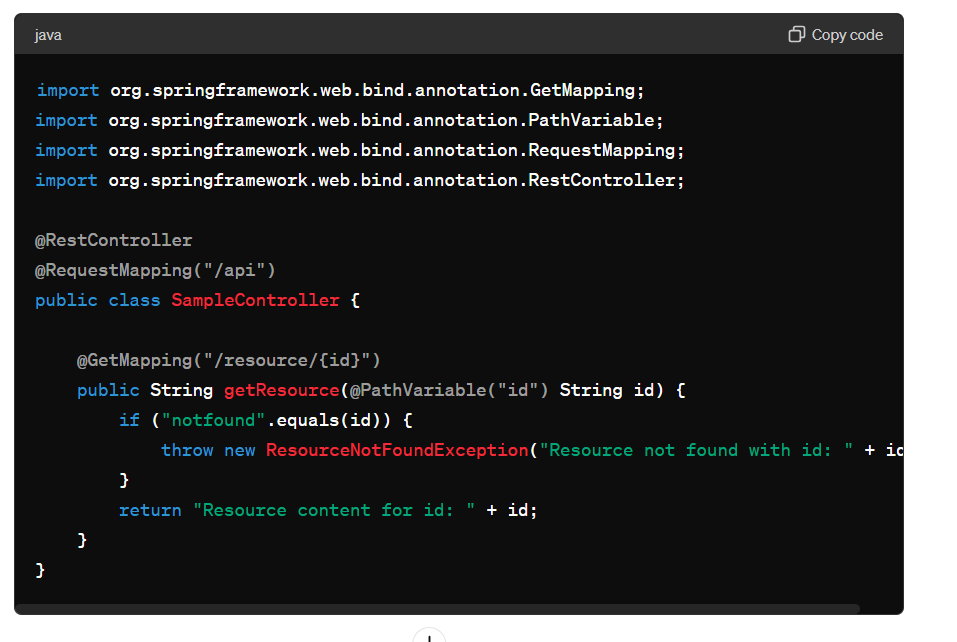 java
Copy code
import org.springframework.web.bind.annotation.GetMapping;
import org.springframework.web.bind.annotation.PathVariable;
import org.springframework.web.bind.annotation.RequestMapping;
import org.springframework.web.bind.annotation.RestController;
@RestController
@RequestMapping("/api")
public class SampleController {
@GetMapping("/resource/{id}")
public String getResource(@PathVariable("id") String id) {
if ("notfound".equals(id)) {
throw new ResourceNotFoundException("Resource not found with id: " + id
}
return "Resource content for id: " + id;
}
}